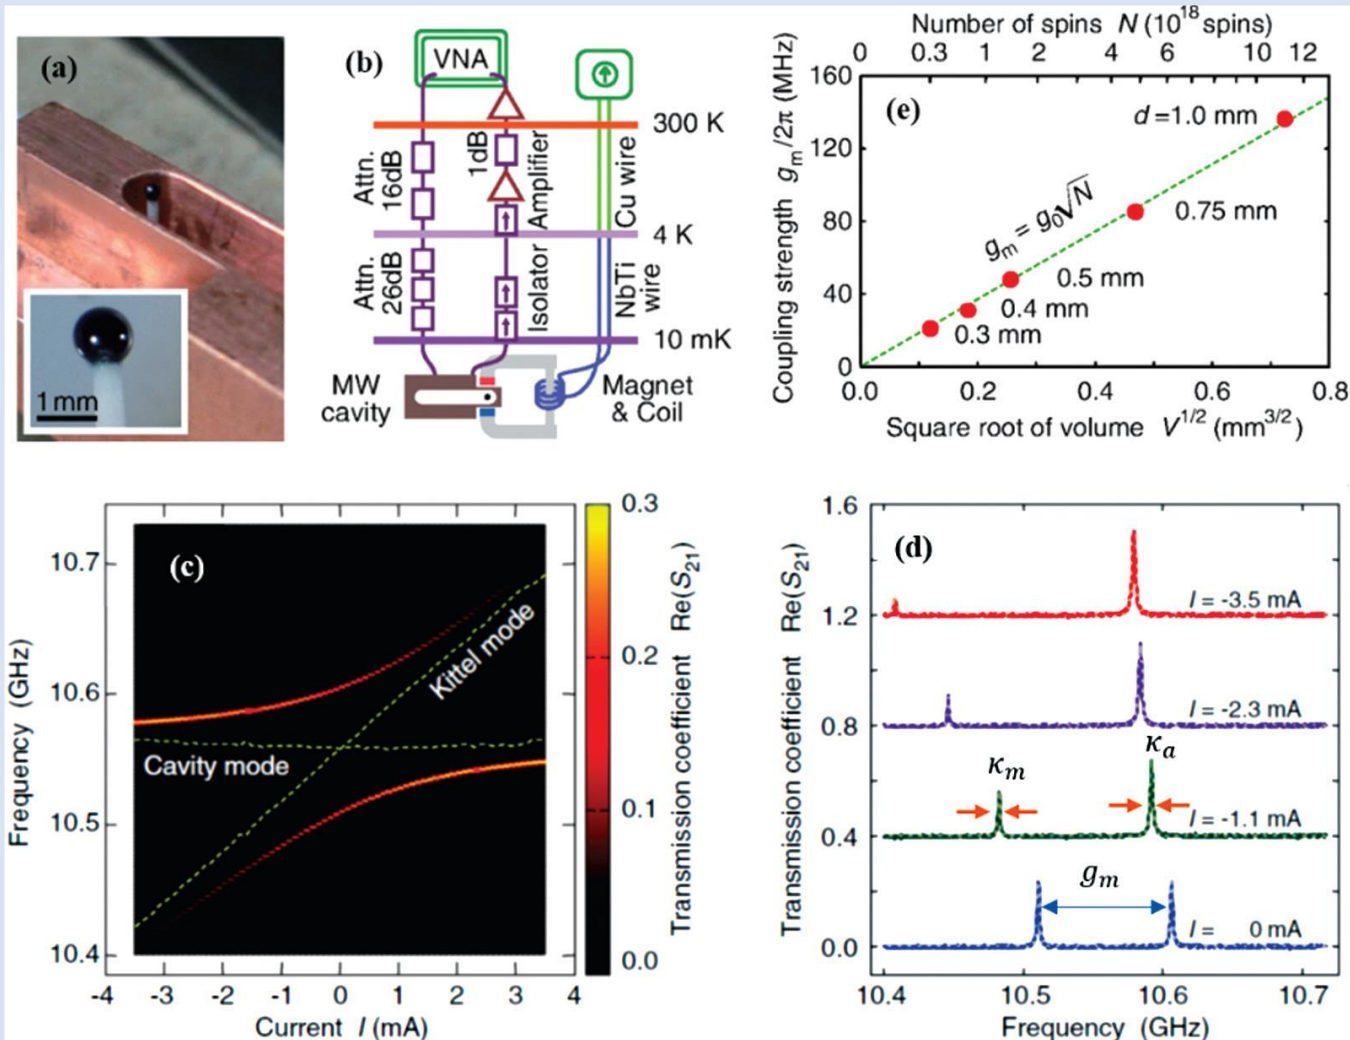 (a)
1 mm
(b)
VNA
300 K
Attn.
16dB
1dB
Amplifier
Cu wire
4 K
Attn.
26dB
Isolator
NbTi
wire
10 mK
MW
cavity
Magnet
& Coil
Number of spins N (10^18 spins)
0 0.3 1 2 5 10 12
(e)
Coupling strength g_m/2π (MHz)
160
120
80
40
0
d =1.0 mm
0.75 mm
0.5 mm
0.4 mm
0.3 mm
g_m = g_0√N
0.0 0.2 0.4 0.6 0.8
Square root of volume V^1/2 (mm^3/2)
(c)
Frequency (GHz)
10.7
10.6
10.5
10.4
Kittel mode
Cavity mode
-4 -3 -2 -1 0 1 2 3 4
Current I (mA)
0.3
0.2
0.1
0.0
Transmission coefficient Re(S_21)
(d)
Transmission coefficient Re(S_21)
1.6
1.2
0.8
0.4
0.0
I = -3.5 mA
I = -2.3 mA
κ_m
κ_a
I = -1.1 mA
g_m
I = 0 mA
10.4 10.5 10.6 10.7
Frequency (GHz)